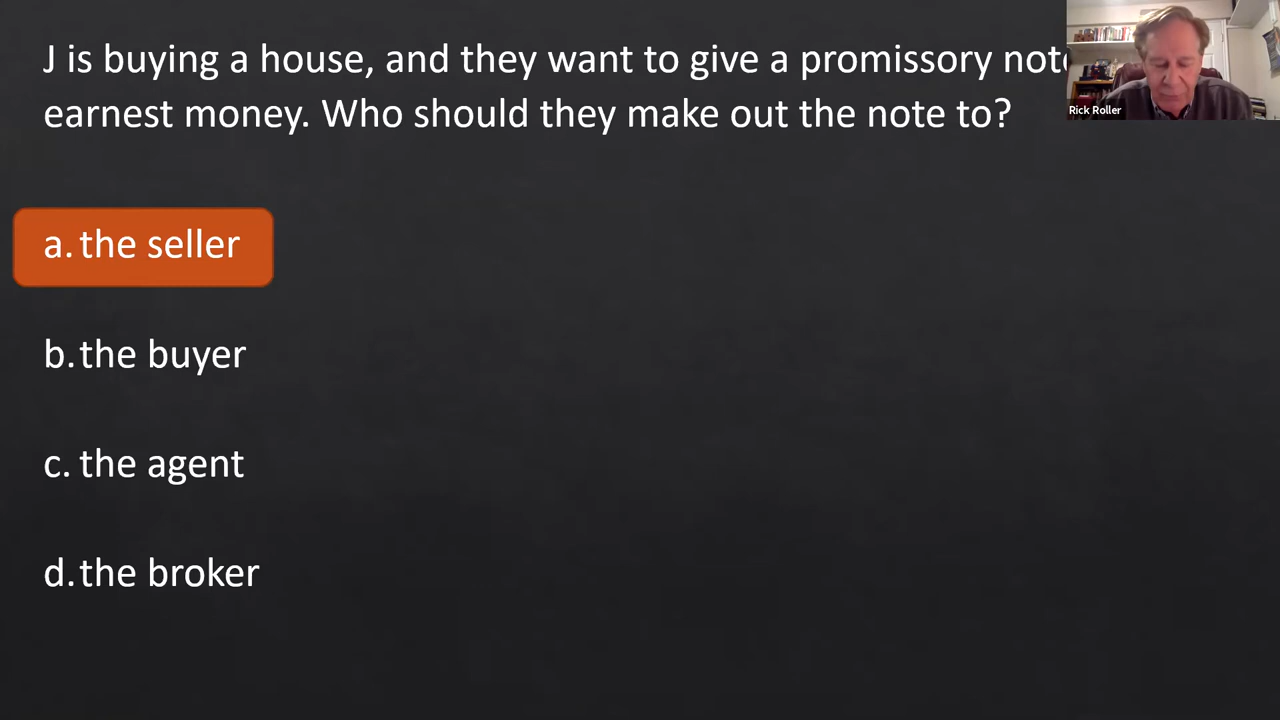 J is buying a house, and they want to give a promissory
earnest money. Who should they make out the note to?
Rick Roller
a. the seller
b. the buyer
c. the agent
d. the broker